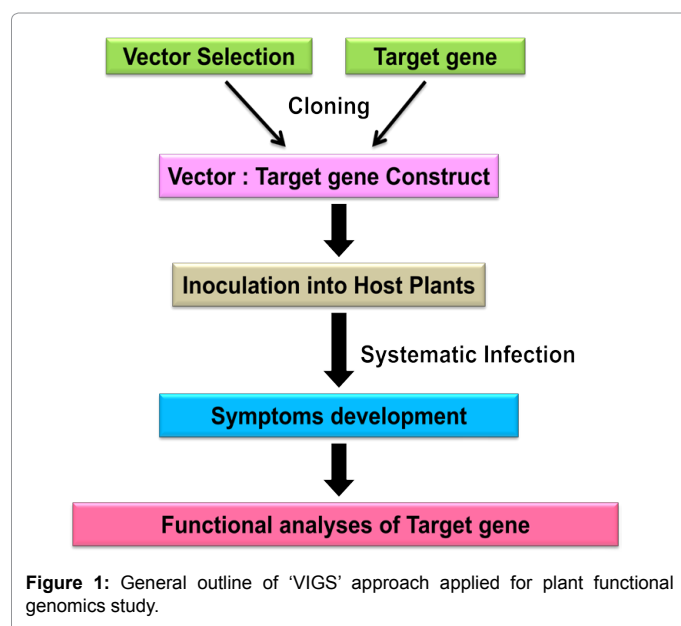 Vector Selection
Target gene
Cloning
Vector : Target gene Construct
Inoculation into Host Plants
Systematic Infection
Symptoms development
Functional analyses of Target gene
Figure 1: General outline of ‘VIGS’ approach applied for plant functional
genomics study.